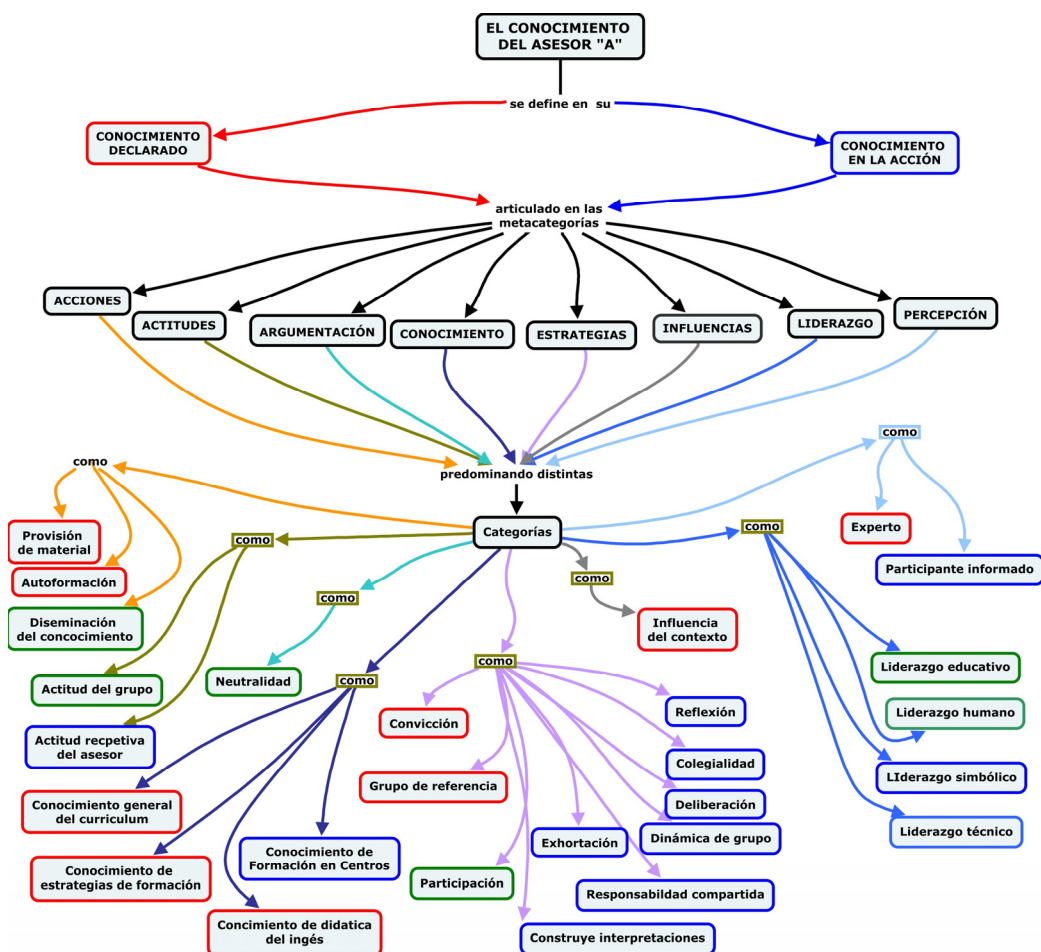 EL CONOCIMIENTO
DEL ASESOR "A"
se define en su
CONOCIMIENTO
DECLARADO
CONOCIMIENTO
EN LA ACCIÓN
articulado en las
metacategorías
ACCIONES
ACTITUDES
ARGUMENTACIÓN
CONOCIMIENTO
ESTRATEGIAS
INFLUENCIAS
LIDERAZGO
PERCEPCIÓN
predominando distintas
Categorías
como
Provisión
de material
Autoformación
Diseminación
del concocimiento
como
Actitud del grupo
Actitud recpetiva
del asesor
como
Neutralidad
como
Conocimiento general
del curriculum
Conocimiento de
estrategias de formación
Concimiento de didatica
del ingés
Conocimiento de
Formación en Centros
como
Convicción
Grupo de referencia
Participación
Construye interpretaciones
Exhortación
Responsabildad compartida
Dinámica de grupo
Deliberación
Colegialidad
Reflexión
como
Influencia
del contexto
como
Liderazgo educativo
Liderazgo humano
LIderazgo simbólico
Liderazgo técnico
como
Experto
Participante informado